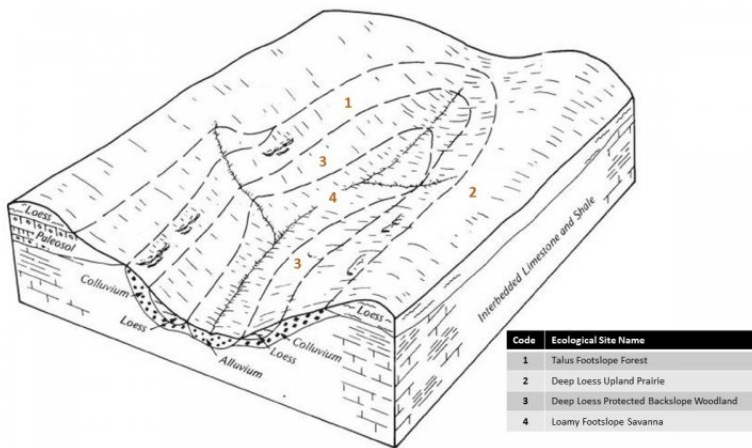 1
3
4
2
3
Loess
Paleosol
Colluvium
Loess
Alluvium
Loess
Colluvium
Loess
Interbedded Limestone and Shale
Code Ecological Site Name
1 Talus Footslope Forest
2 Deep Loess Upland Prairie
3 Deep Loess Protected Backslope Woodland
4 Loamy Footslope Savanna